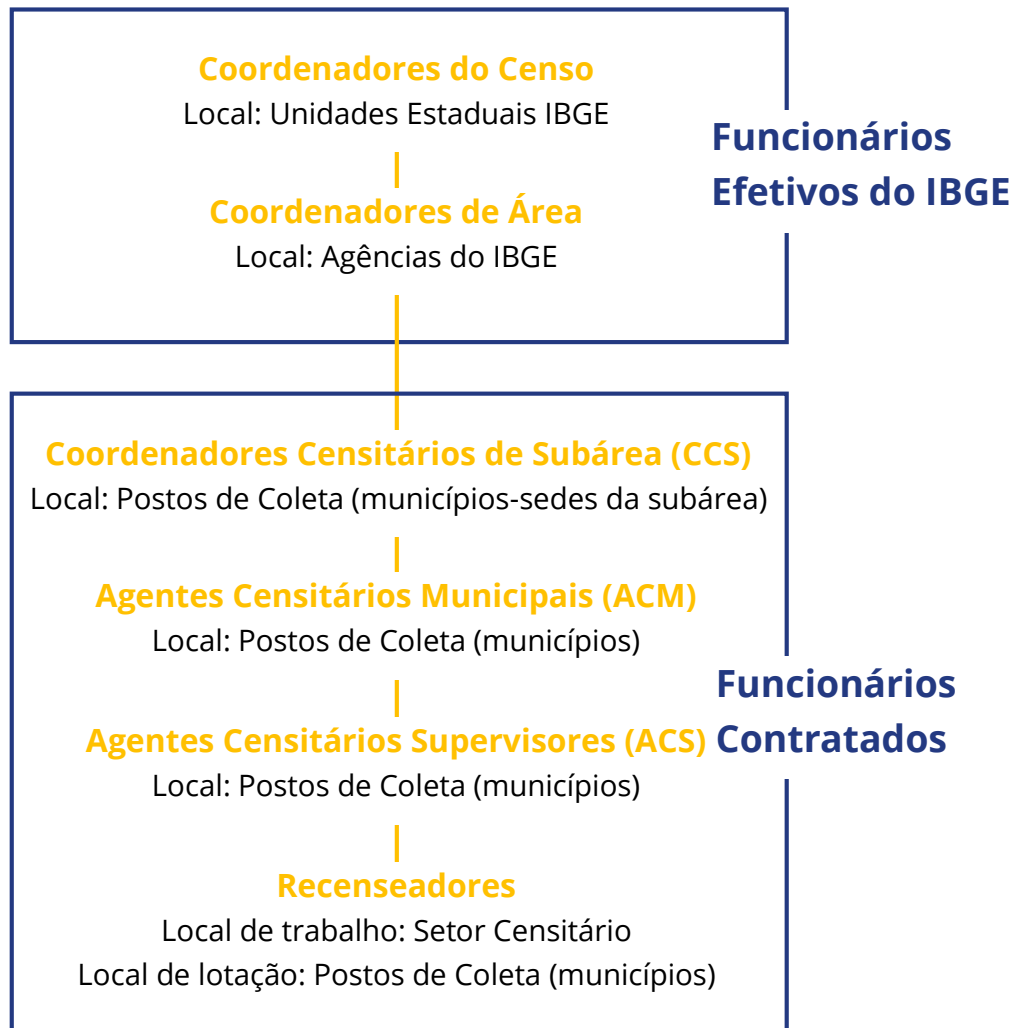 Coordenadores do Censo
Local: Unidades Estaduais IBGE
Coordenadores de Área
Local: Agências do IBGE
Funcionários
Efetivos do IBGE
Coordenadores Censitários de Subárea (CCS)
Local: Postos de Coleta (municípios-sedes da subárea)
Agentes Censitários Municipais (ACM)
Local: Postos de Coleta (municípios)
Agentes Censitários Supervisores (ACS)
Local: Postos de Coleta (municípios)
Recenseadores
Local de trabalho: Setor Censitário
Local de lotação: Postos de Coleta (municípios)
Funcionários
Contratados